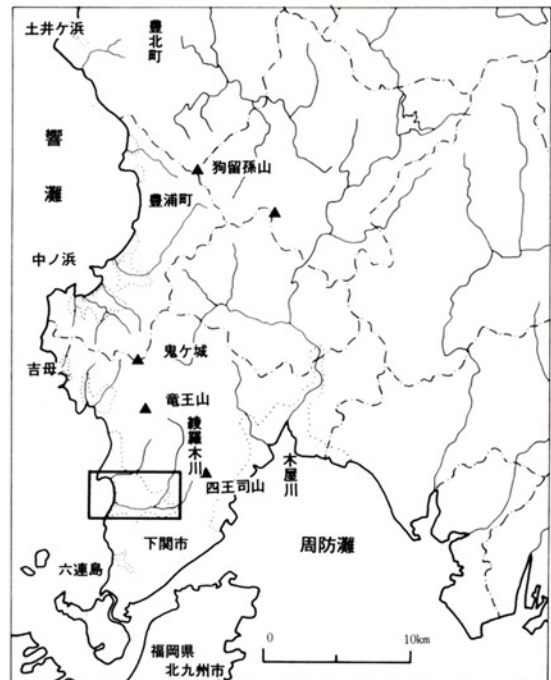 土井ケ浜
豊北町
響灘
狗留孫山
豊浦町
中ノ浜
鬼ケ城
吉母
竜王山
綾羅木川
四王司山
木屋川
下関市
周防灘
六連島
福岡県
北九州市
0 10km